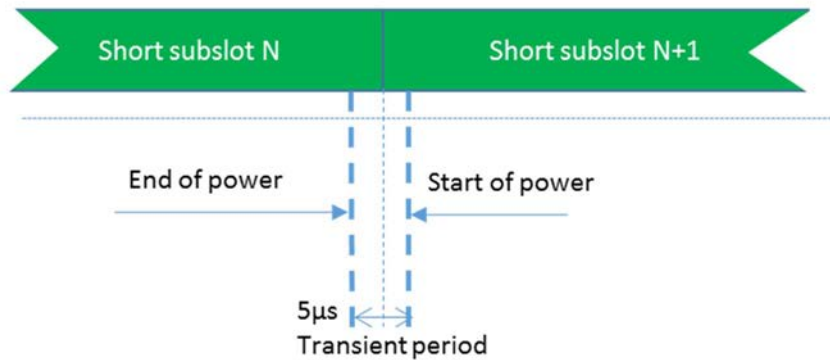 Short subslot N
Short subslot N+1
End of power
Start of power
5µs
Transient period